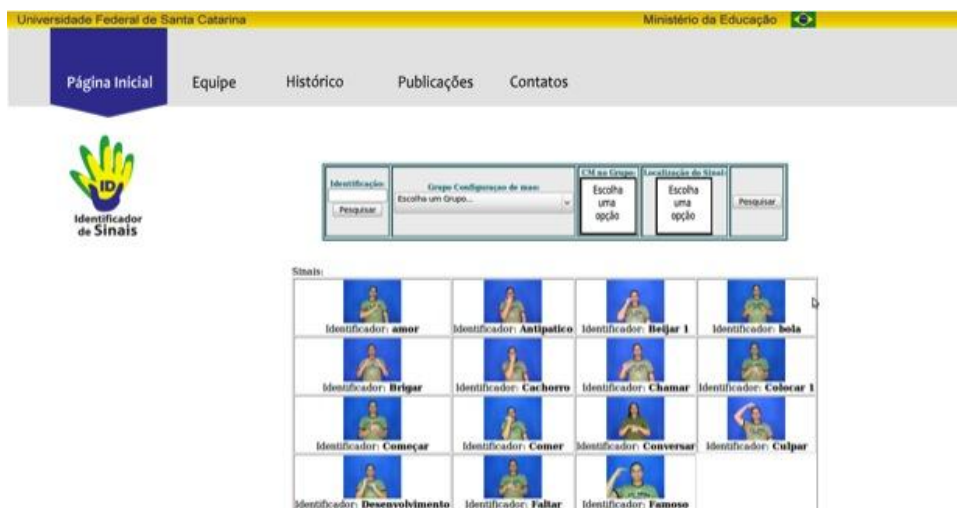 Universidade Federal de Santa Catarina
Ministério da Educação
Página Inicial
Equipe
Histórico
Publicações
Contatos
ID
Identificador
de Sinais
Identificação:
Pesquisar
Grupo Configuraçao de mao:
Escolha um Grupo...
CM no Grupo:
Escolha
uma
opção
Localização do Sinal:
Escolha
uma
opção
Pesquisar
Sinais:
Identificador: amor
Identificador: Antipatico
Identificador: Beijar 1
Identificador: bola
Identificador: Brigar
Identificador: Cachorro
Identificador: Chamar
Identificador: Colocar 1
Identificador: Começar
Identificador: Comer
Identificador: Conversar
Identificador: Culpar
Identificador: Desenvolvimento
Identificador: Faltar
Identificador: Famoso